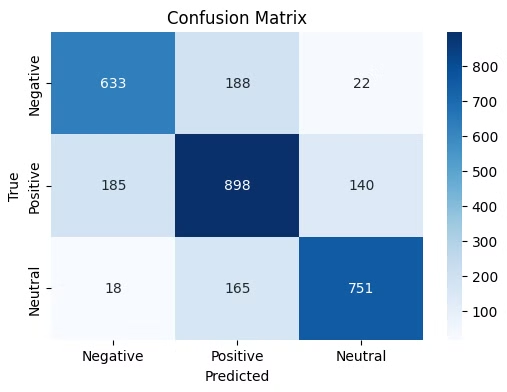 Confusion Matrix
True
Negative
633 188 22
Positive
185 898 140
Neutral
18 165 751
Negative Positive Neutral
Predicted
800
700
600
500
400
300
200
100